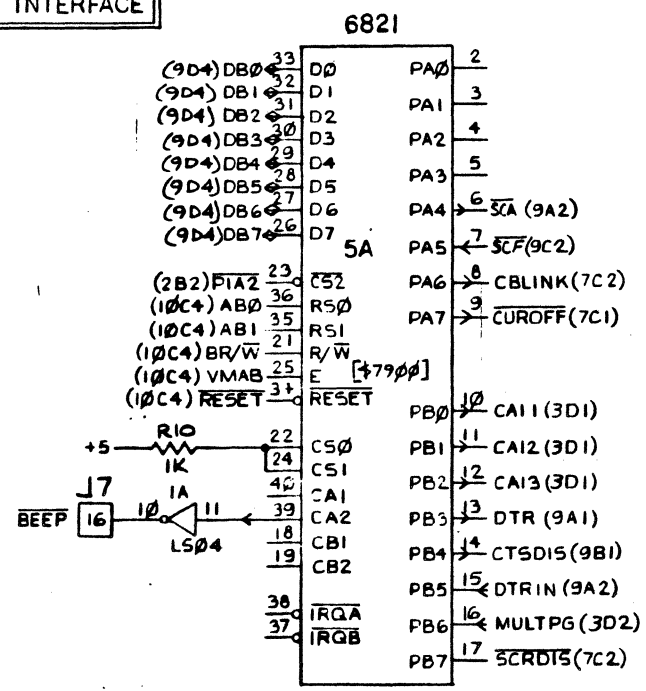 INTERFACE
6821
(9D4) DBØ 33 DØ PAØ 2
(9D4) DB1 32 D1 PA1 3
(9D4) DB2 31 D2 PA2 4
(9D4) DB3 30 D3 PA3 5
(9D4) DB4 29 D4 PA4 6 SCA (9A2)
(9D4) DB5 28 D5 PA5 7 SCF (9C2)
(9D4) DB6 27 D6 PA6 8 CBLINK (7C2)
(9D4) DB7 26 D7 PA7 9 CUROFF (7C1)
5A
(2B2) PIA2 23 CS2
(1ØC4) ABØ 36 RSØ
(1ØC4) AB1 35 RS1
(1ØC4) BR/W 21 R/W
(1ØC4) VMAB 25 E [$79ØØ]
(1ØC4) RESET 34 RESET
PBØ 1Ø CA11 (3D1)
+5 R1O 1K 22 CSØ PB1 11 CA12 (3D1)
24 CS1 PB2 12 CA13 (3D1)
4Ø CA1
J7 BEEP 16 1Ø 1A 11 LSØ4 39 CA2 PB3 13 DTR (9A1)
18 CB1 PB4 14 CTSDIS (9B1)
19 CB2 PB5 15 DTRIN (9A2)
38 IRQA PB6 16 MULTPG (3D2)
37 IRQB PB7 17 SCRDIS (7C2)